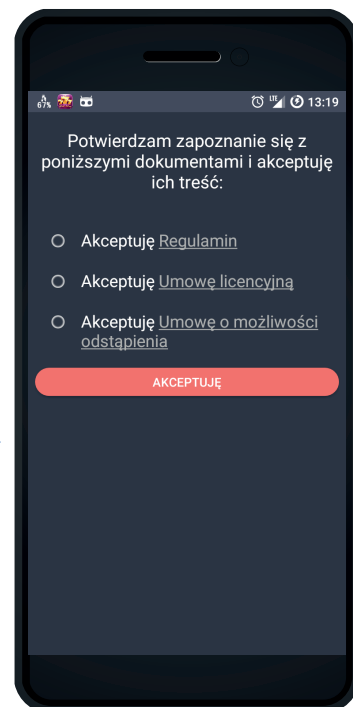 67%
LTE
13:19
Potwierdzam zapoznanie się z
poniższymi dokumentami i akceptuję
ich treść:
Akceptuję Regulamin
Akceptuję Umowę licencyjną
Akceptuję Umowę o możliwości
odstąpienia
AKCEPTUJĘ